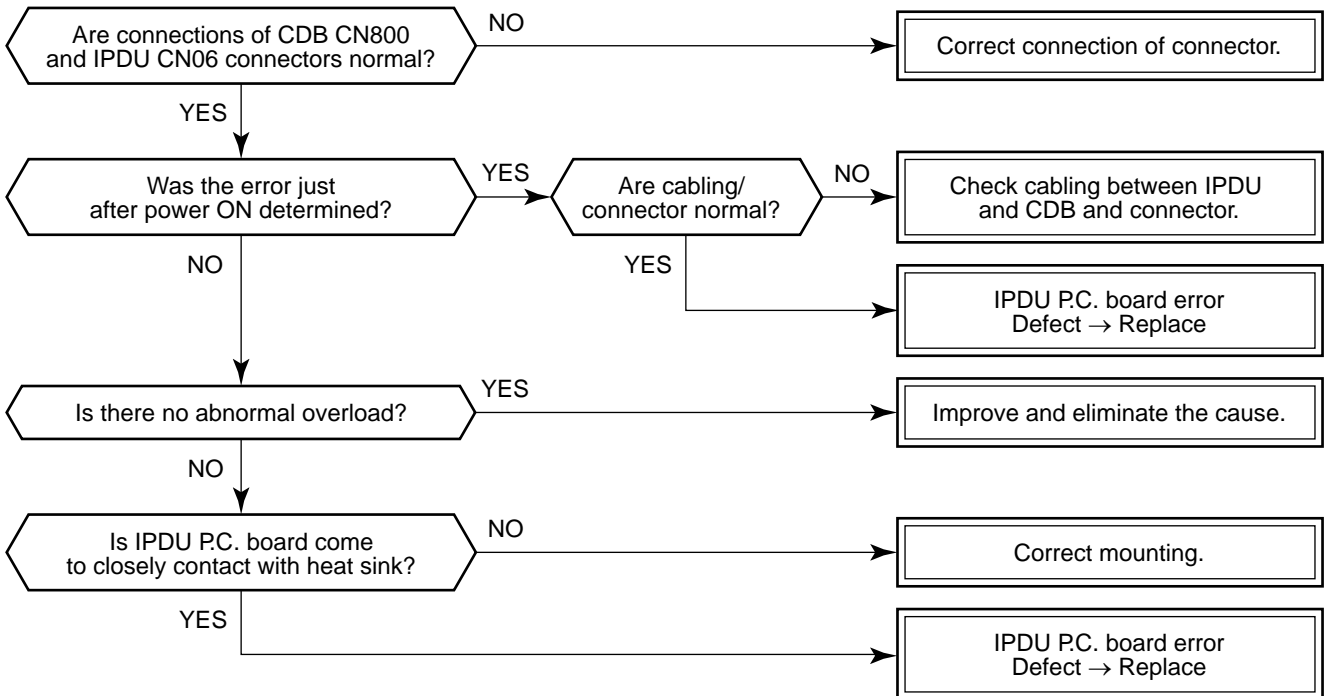 Are connections of CDB CN800
and IPDU CN06 connectors normal?
NO
Correct connection of connector.
YES
Was the error just
after power ON determined?
YES
Are cabling/
connector normal?
NO
Check cabling between IPDU
and CDB and connector.
NO
YES
IPDU P.C. board error
Defect → Replace
Is there no abnormal overload?
YES
Improve and eliminate the cause.
NO
Is IPDU P.C. board come
to closely contact with heat sink?
NO
Correct mounting.
YES
IPDU P.C. board error
Defect → Replace